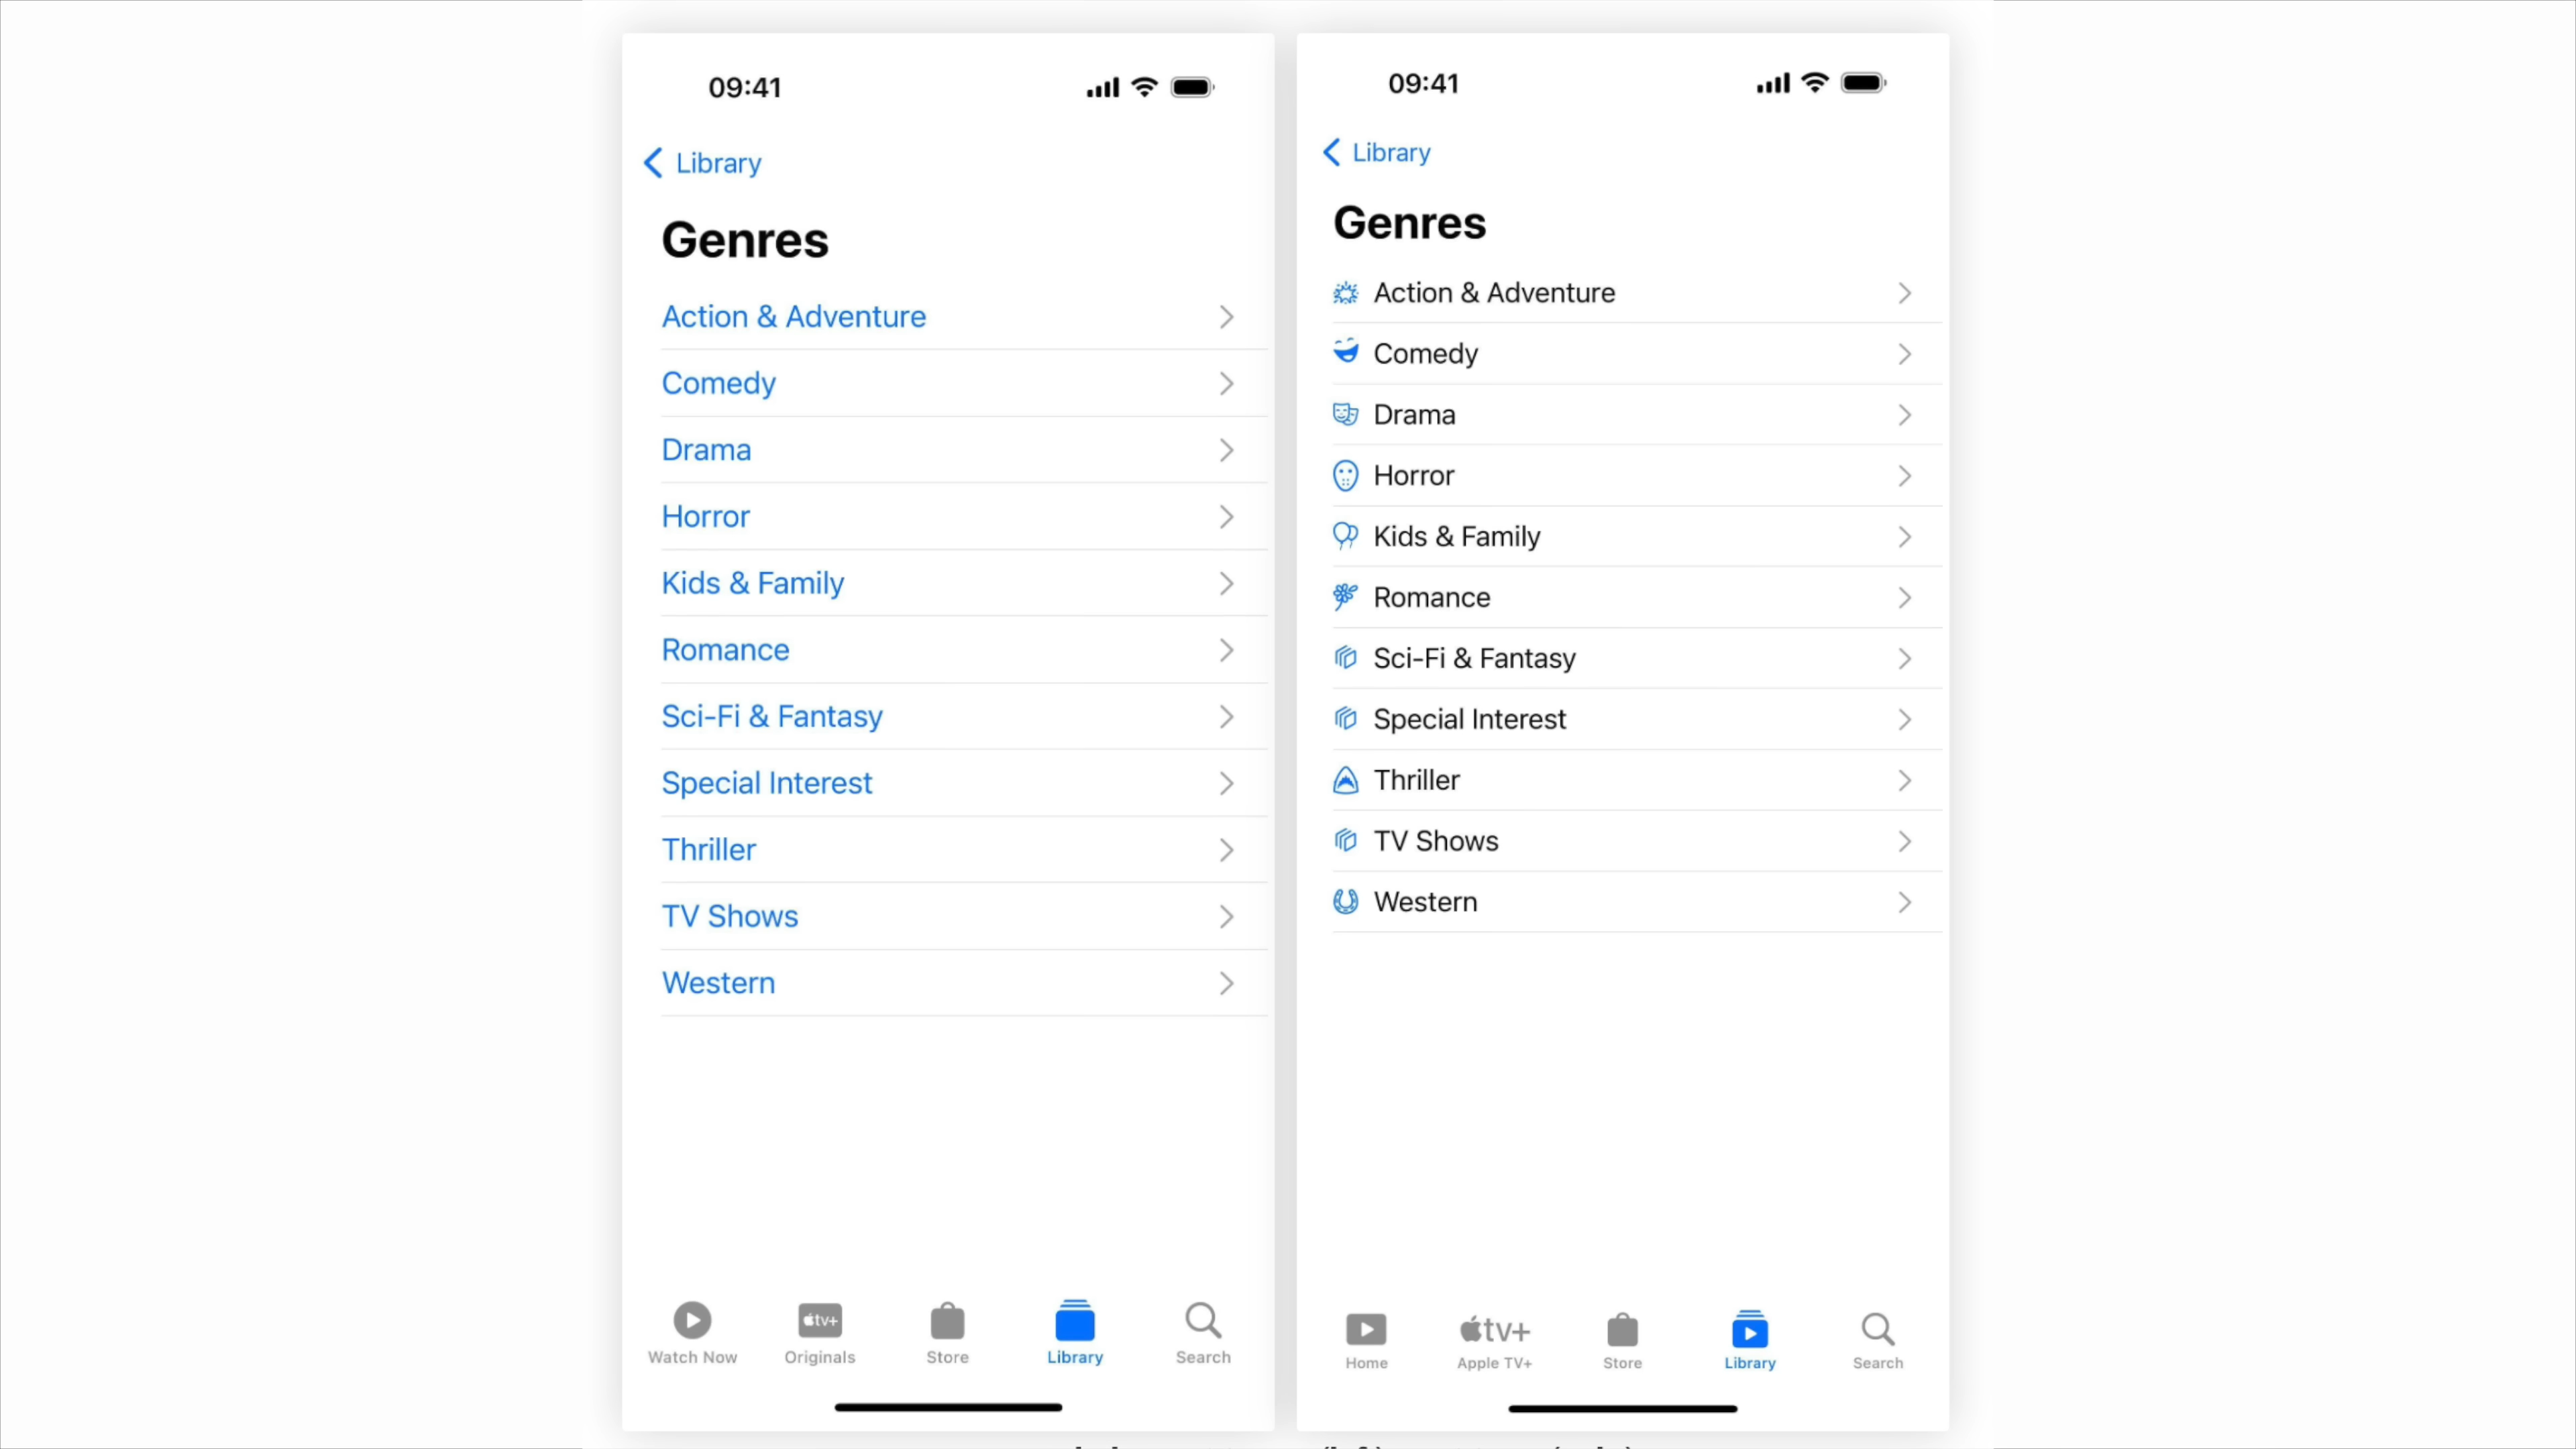 09:41
Library
Genres
Action & Adventure
Comedy
Drama
Horror
Kids & Family
Romance
Sci-Fi & Fantasy
Special Interest
Thriller
TV Shows
Western
tv+
Watch Now
Originals
Store
Library
Search
09:41
Library
Genres
Action & Adventure
Comedy
Drama
Horror
Kids & Family
Romance
Sci-Fi & Fantasy
Special Interest
Thriller
TV Shows
Western
tv+
Home
Apple TV+
Store
Library
Search